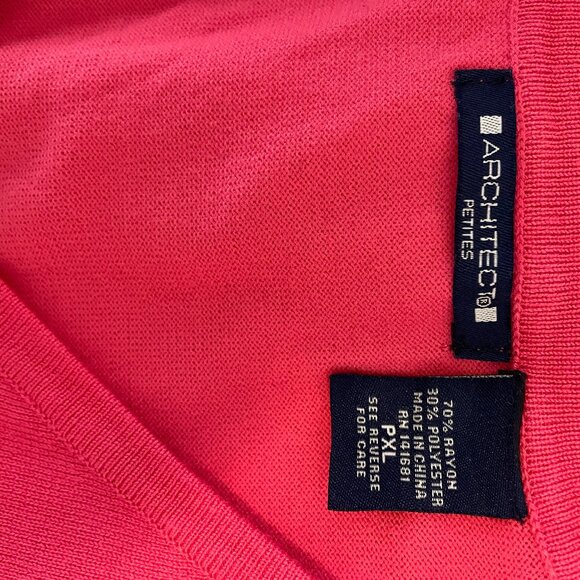 ARCHITECT®
PETITES
70% RAYON
30% POLYESTER
MADE IN CHINA
RN 141681
PXL
SEE REVERSE
FOR CARE